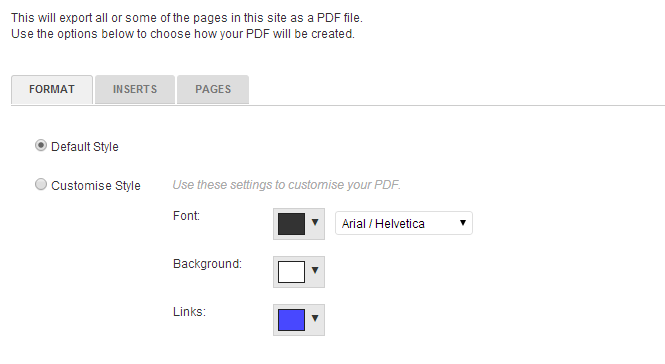 This will export all or some of the pages in this site as a PDF file.
Use the options below to choose how your PDF will be created.
FORMAT INSERTS PAGES
Default Style
Customise Style Use these settings to customise your PDF.
Font: Arial / Helvetica
Background:
Links: